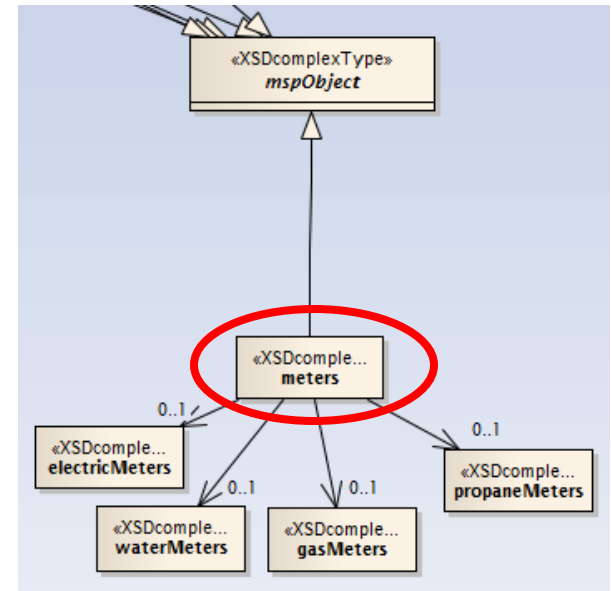 «XSDcomplexType»
mspObject
«XSDcomple...
meters
0..1
0..1
«XSDcomple...
electricMeters
«XSDcomple...
propaneMeters
0..1
0..1
«XSDcomple...
waterMeters
«XSDcomple...
gasMeters